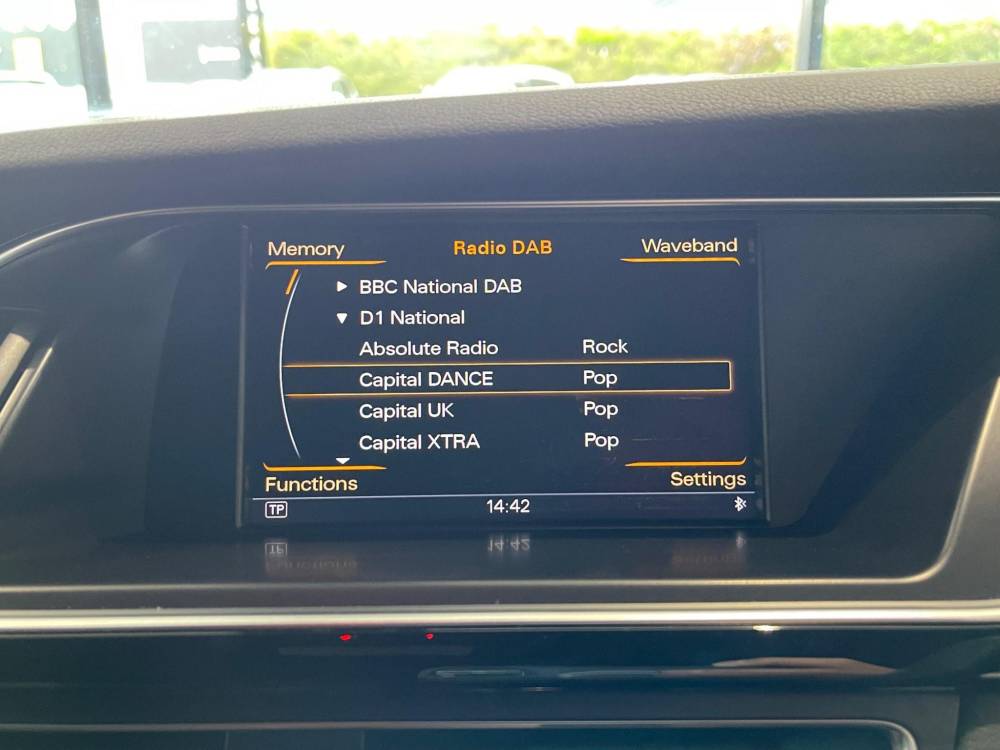 Memory Radio DAB Waveband
BBC National DAB
D1 National
Absolute Radio Rock
Capital DANCE Pop
Capital UK Pop
Capital XTRA Pop
Functions Settings
TP 14:42